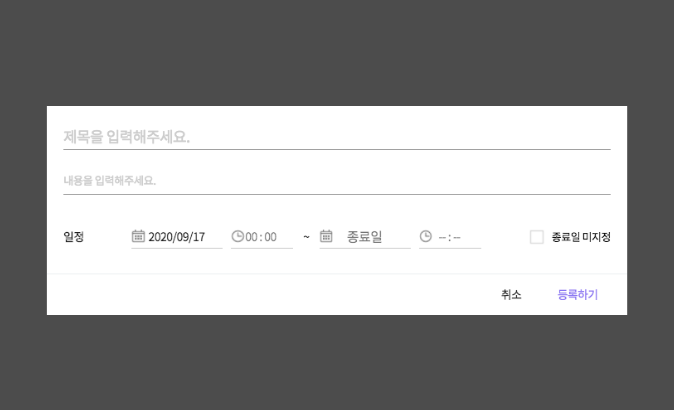 제목을 입력해주세요.
내용을 입력해주세요.
일정 2020/09/17 00 : 00 ~ 종료일 -- : -- 종료일 미지정
취소 등록하기